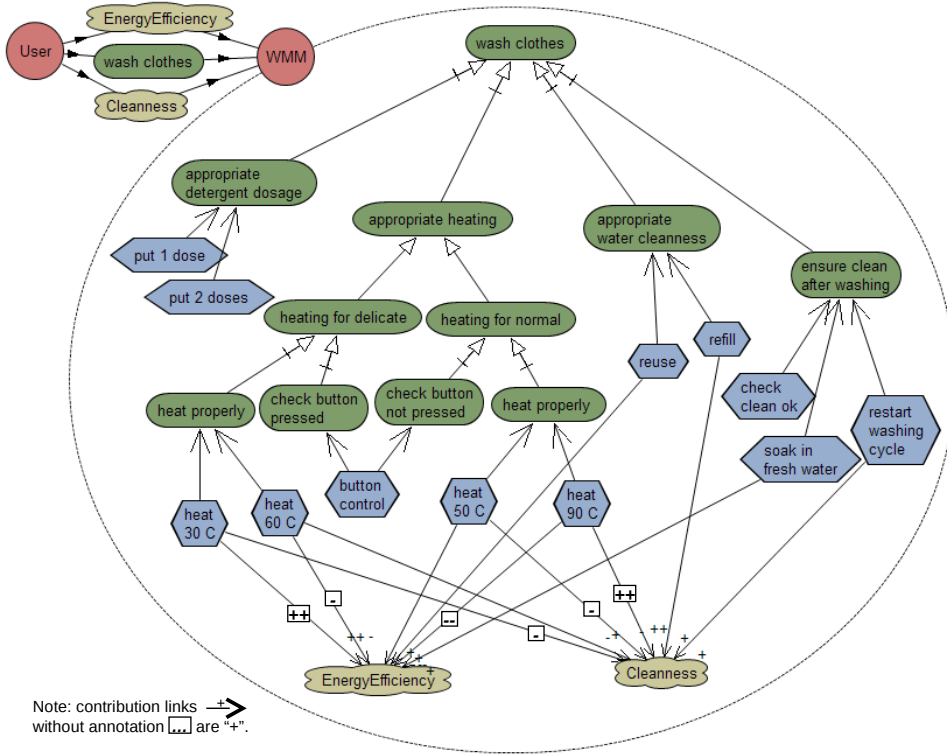 EnergyEfficiency
User
wash clothes
WMM
Cleanness
wash clothes
appropriate
detergent dosage
appropriate heating
appropriate
water cleanness
put 1 dose
put 2 doses
ensure clean
after washing
heating for delicate
heating for normal
reuse
refill
heat properly
check button
pressed
check button
not pressed
heat properly
check
clean ok
restart
washing
cycle
soak in
fresh water
button
control
heat
30 C
heat
60 C
heat
50 C
heat
90 C
++
-
--
-
-
++
++ -
+
+
--
+
-+
- ++
+
+
EnergyEfficiency
Cleanness
Note: contribution links +
without annotation ... are “+”.